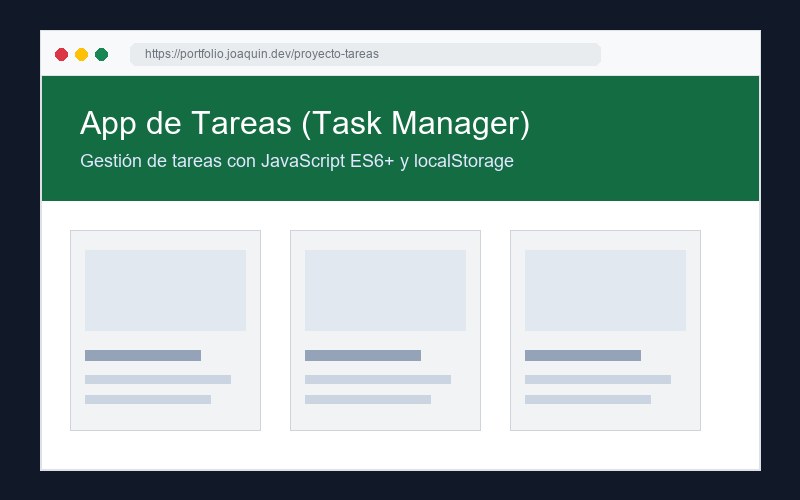 https://portfolio.joaquin.dev/proyecto-tareas
App de Tareas (Task Manager)
Gestión de tareas con JavaScript ES6+ y localStorage